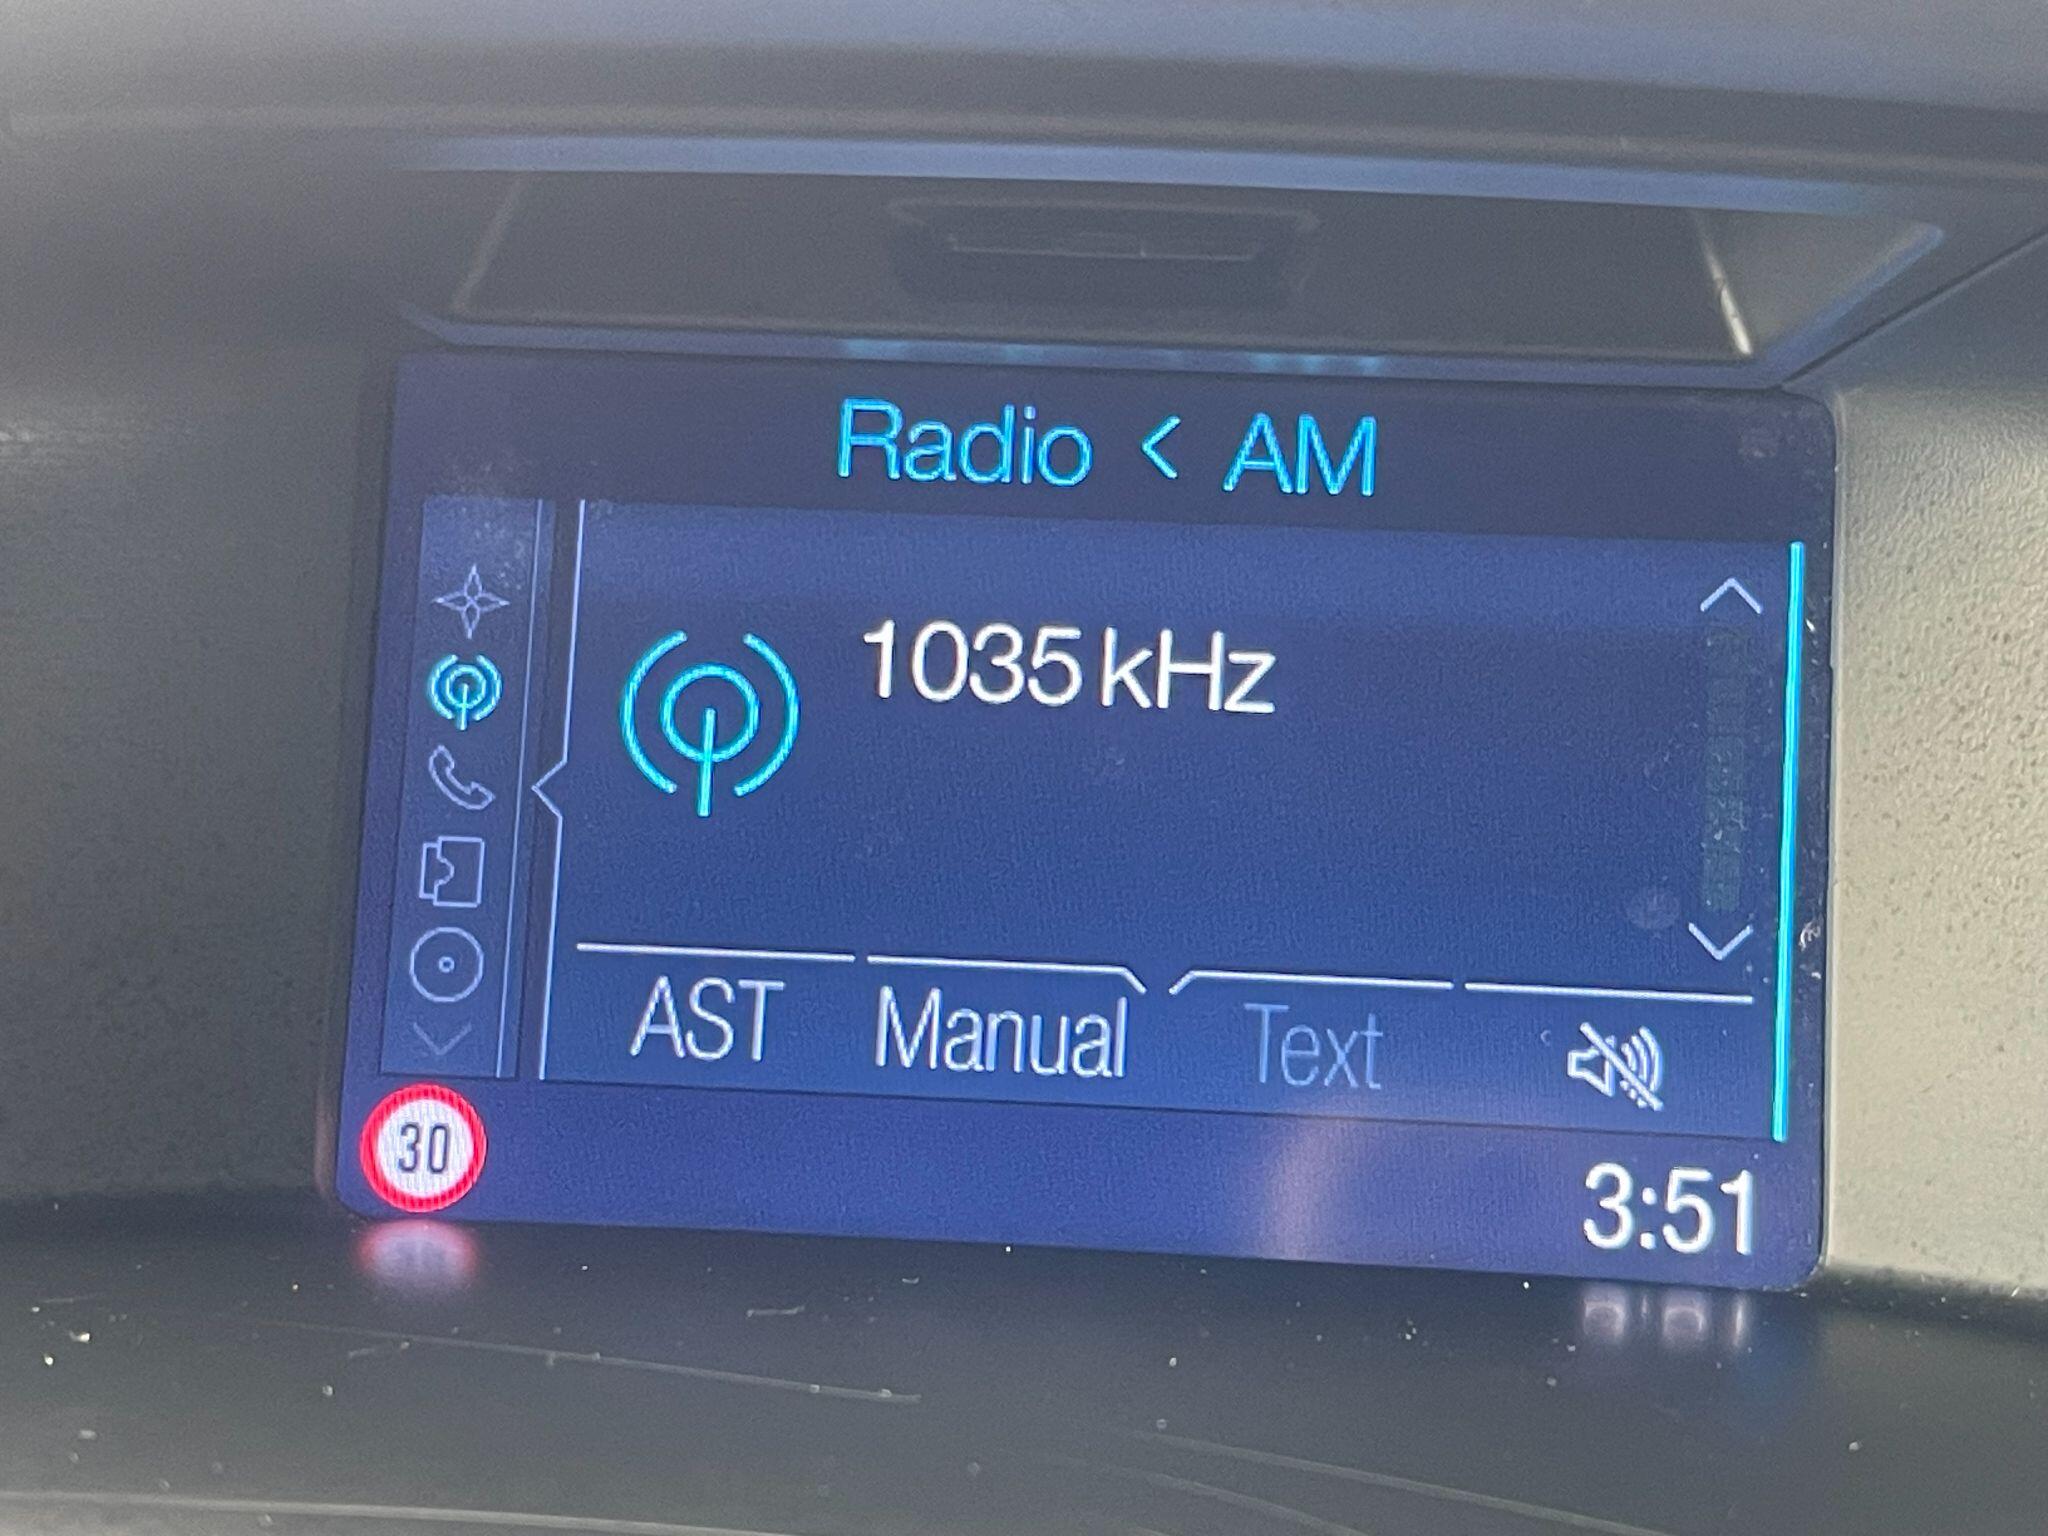 Radio < AM
1035 kHz
AST Manual Text
30
3:51